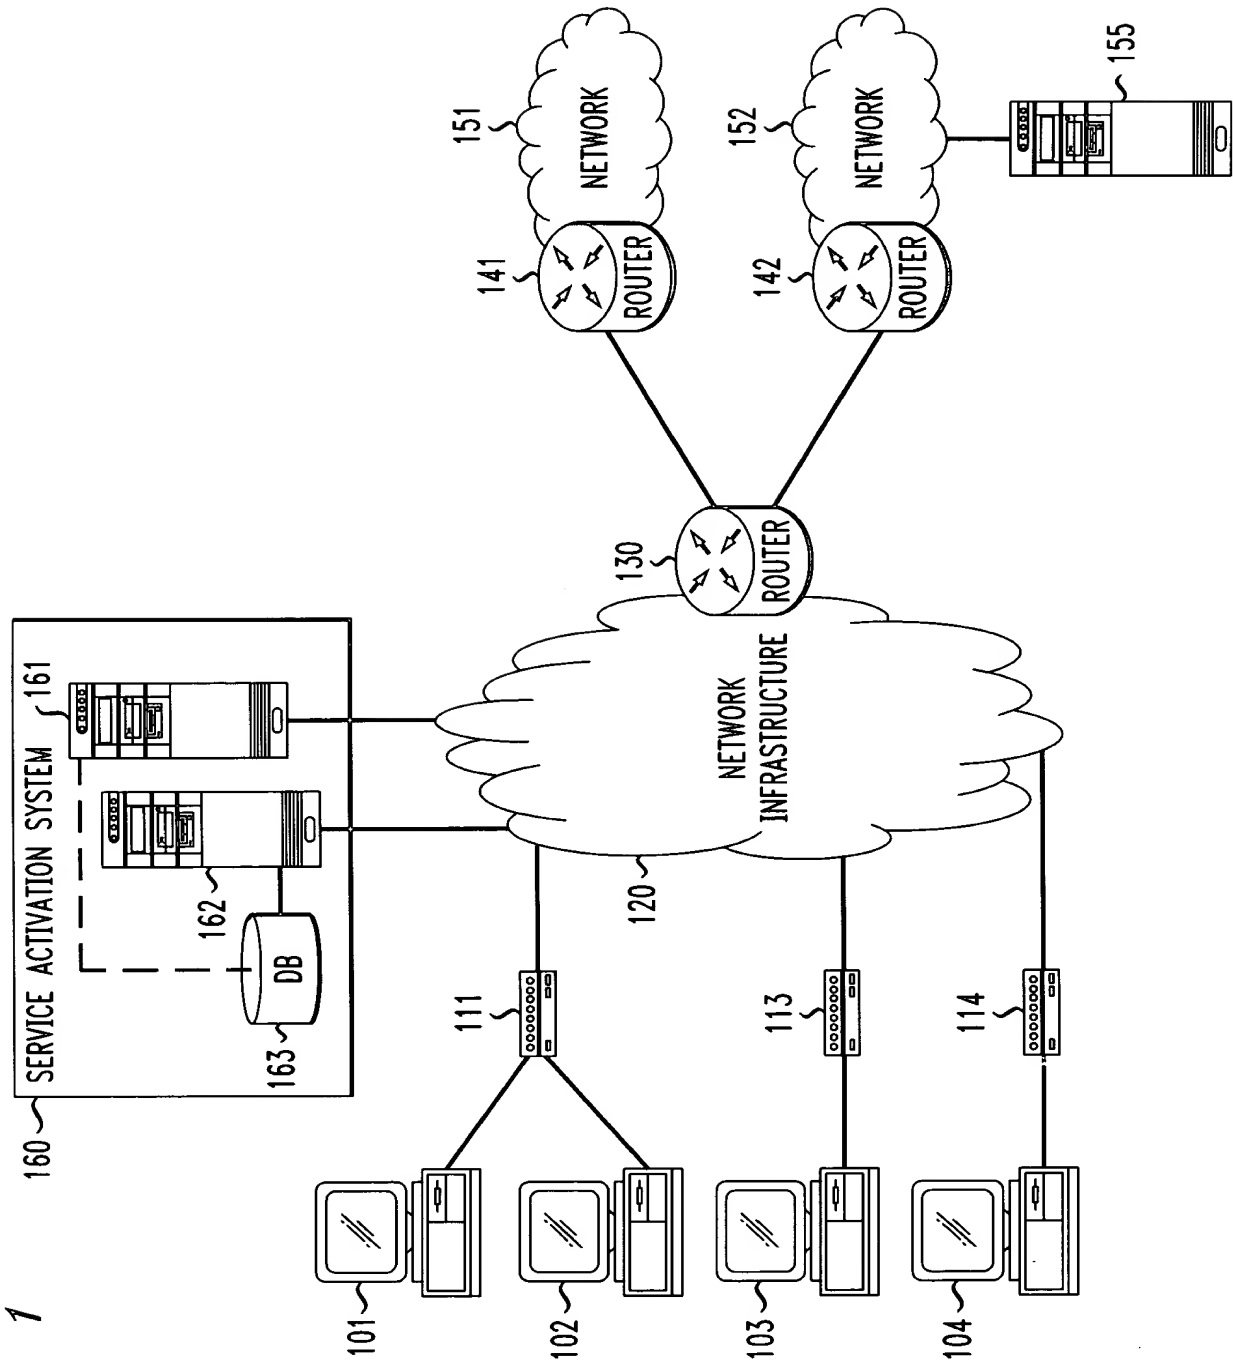 1
160
SERVICE ACTIVATION SYSTEM
161
162
163
DB
101
102
103
104
111
113
114
120
NETWORK
INFRASTRUCTURE
130
ROUTER
141
ROUTER
151
NETWORK
142
ROUTER
152
NETWORK
155